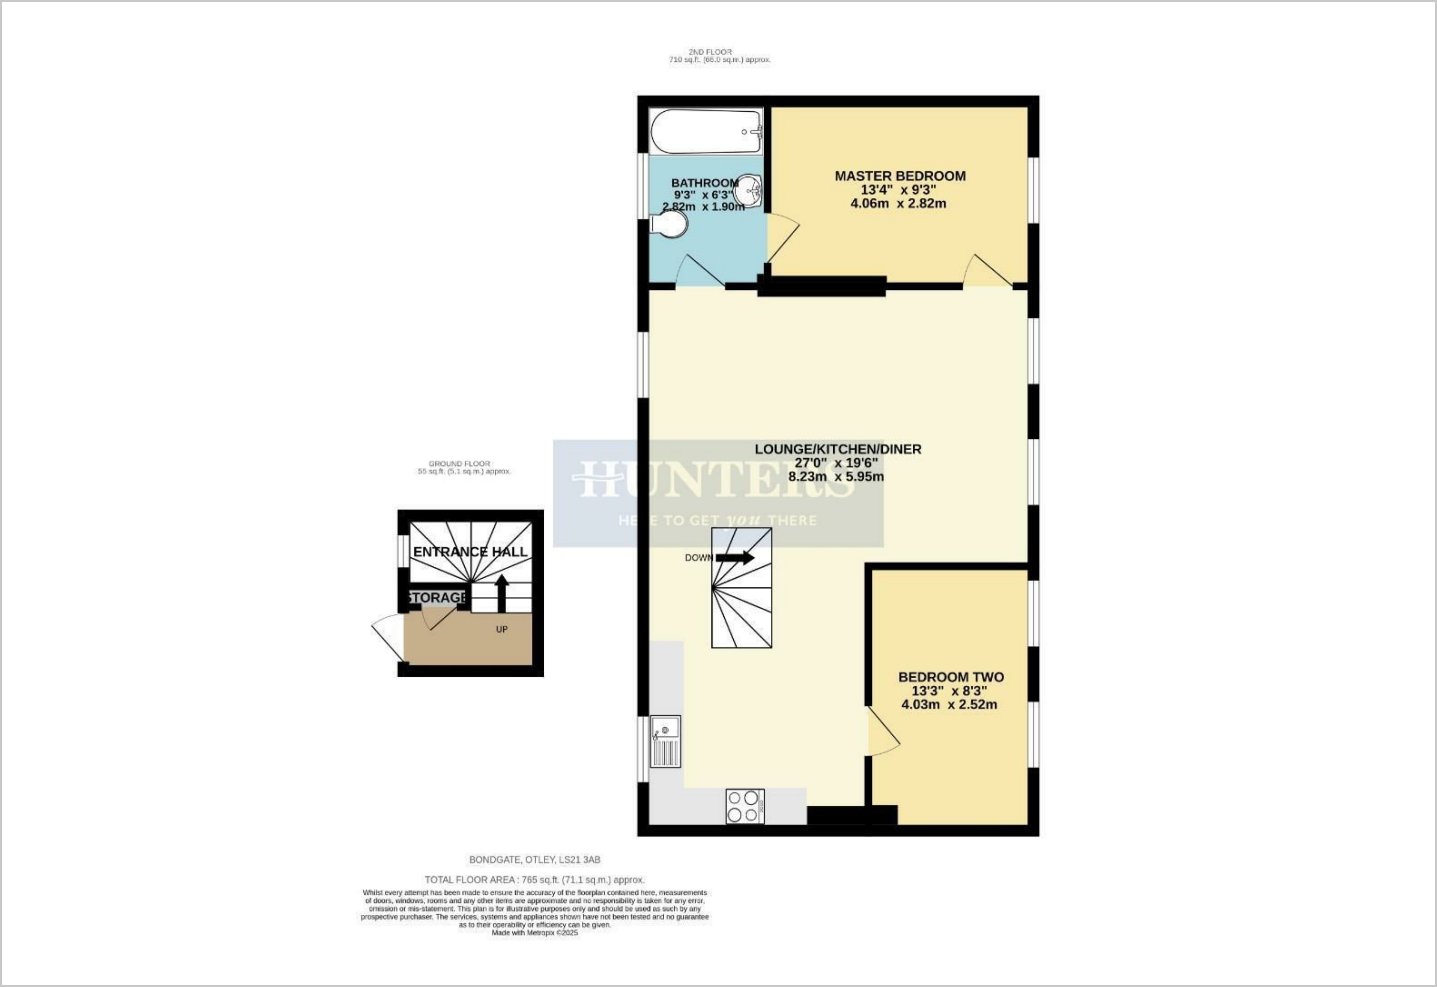 2ND FLOOR
710 sq.ft. (66.0 sq.m.) approx.
BATHROOM
9'3" x 6'3"
2.82m x 1.90m
MASTER BEDROOM
13'4" x 9'3"
4.06m x 2.82m
LOUNGE/KITCHEN/DINER
27'0" x 19'6"
8.23m x 5.95m
HUNTERS
HERE TO GET you THERE
DOWN
GROUND FLOOR
55 sq.ft. (5.1 sq.m.) approx.
ENTRANCE HALL
STORAGE
UP
BEDROOM TWO
13'3" x 8'3"
4.03m x 2.52m
BONDGATE, OTLEY, LS21 3AB
TOTAL FLOOR AREA : 765 sq.ft. (71.1 sq.m.) approx.
Whilst every attempt has been made to ensure the accuracy of the floorplan contained here, measurements
of doors, windows, rooms and any other items are approximate and no responsibility is taken for any error,
omission or mis-statement. This plan is for illustrative purposes only and should be used as such by any
prospective purchaser. The services, systems and appliances shown have not been tested and no guarantee
as to their operability or efficiency can be given.
Made with Metropix ©2025